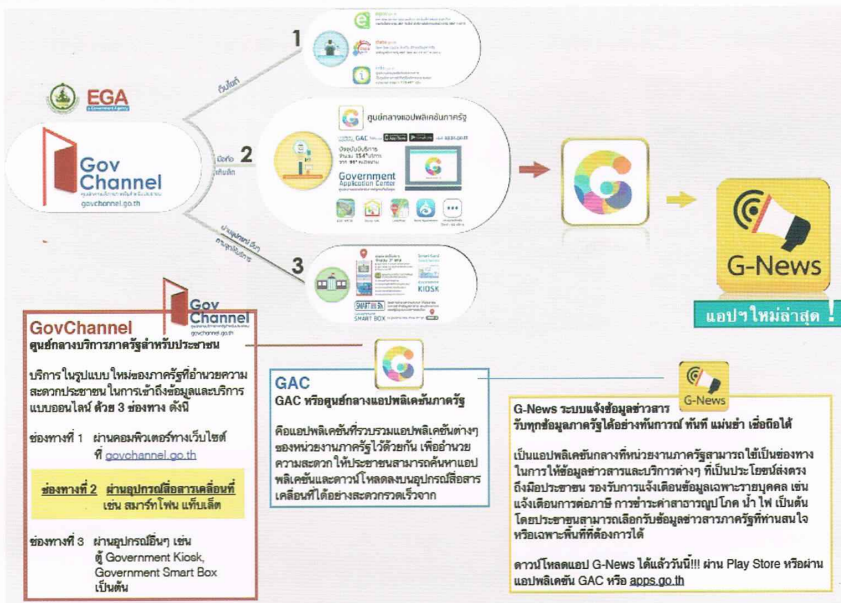 EGA
Gov
Channel
govchannel.go.th
1
เว็บไซต์
2
มือถือ
3
ศูนย์กลางแอปพลิเคชันภาครัฐ
GAC
Government
Application Center
KIOSK
SMART BOX
G-News
แอปฯใหม่ล่าสุด !
Gov
Channel
govchannel.go.th
GovChannel
ศูนย์กลางบริการภาครัฐสำหรับประชาชน
บริการในรูปแบบ ใหม่ของภาครัฐที่อำนวยความ
สะดวกประชาชน ในการเข้าถึงข้อมูลและบริการ
แบบออนไลน์ ด้วย 3 ช่องทาง ดังนี้
ช่องทางที่ 1 ผ่านคอมพิวเตอร์ทางเว็บไซต์
ที่ govchannel.go.th
ช่องทางที่ 2 ผ่านอุปกรณ์สื่อสารเคลื่อนที่
เช่น สมาร์ทโฟน แท็บเล็ต
ช่องทางที่ 3 ผ่านอุปกรณ์อื่นๆ เช่น
ตู้ Government Kiosk,
Government Smart Box
เป็นต้น
GAC
GAC หรือศูนย์กลางแอปพลิเคชันภาครัฐ
คือแอปพลิเคชันที่รวบรวมแอปพลิเคชันต่างๆ
ของหน่วยงานภาครัฐไว้ด้วยกัน เพื่ออำนวย
ความสะดวก ให้ประชาชนสามารถค้นหาแอป
พลิเคชันและดาวน์โหลดลงบนอุปกรณ์สื่อสาร
เคลื่อนที่ได้อย่างสะดวกรวดเร็วจาก
G-News
G-News ระบบแจ้งข้อมูลข่าวสาร
รับทุกข้อมูลภาครัฐได้อย่างทันการณ์ ทันที แม่นยำ เชื่อถือได้
เป็นแอปพลิเคชันกลางที่หน่วยงานภาครัฐสามารถใช้เป็นช่องทาง
ในการให้ข้อมูลข่าวสารและบริการต่างๆ ที่เป็นประโยชน์ส่งตรง
ถึงมือประชาชน รองรับการแจ้งเตือนข้อมูลเฉพาะรายบุคคล เช่น
แจ้งเตือนการต่อภาษี การชำระค่าสาธารณูปโภค น้ำ ไฟ เป็นต้น
โดยประชาชนสามารถเลือกรับข้อมูลข่าวสารภาครัฐที่ท่านสนใจ
หรือเฉพาะพื้นที่ที่ต้องการได้
ดาวน์โหลดแอป G-News ได้แล้ววันนี้!!! ผ่าน Play Store หรือผ่าน
แอปพลิเคชัน GAC หรือ apps.go.th